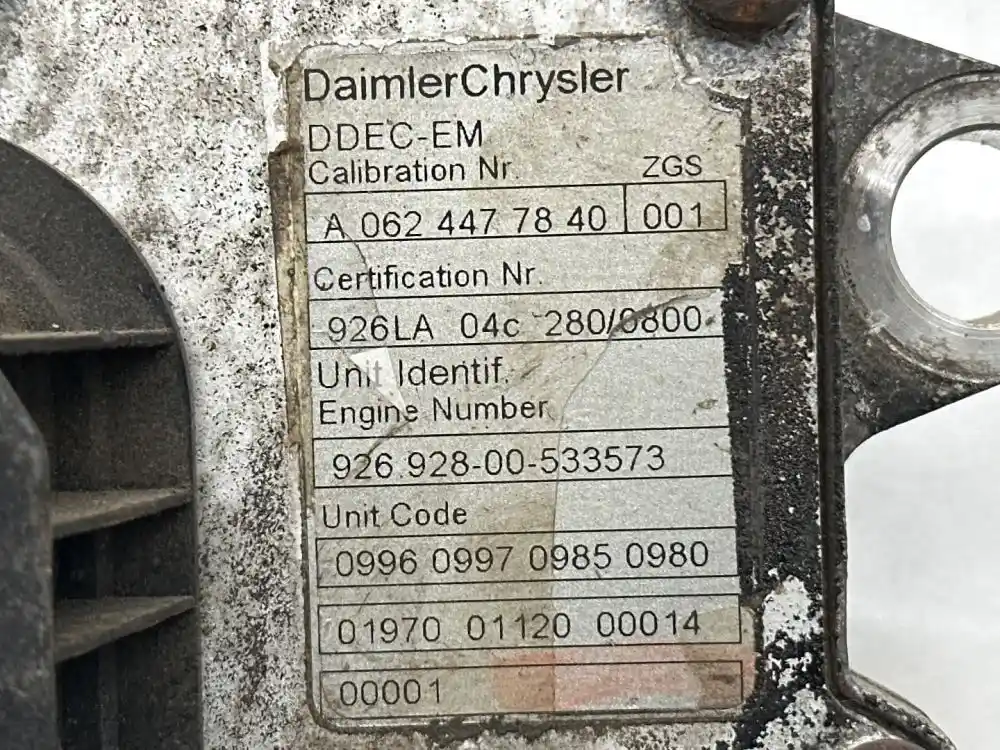 DaimlerChrysler
DDEC-EM
Calibration Nr. ZGS
A 062 447 78 40 001
Certification Nr.
926LA 04c 280/0800
Unit Identif.
Engine Number
926.928-00-533573
Unit Code
0996 0997 0985 0980
01970 01120 00014
00001